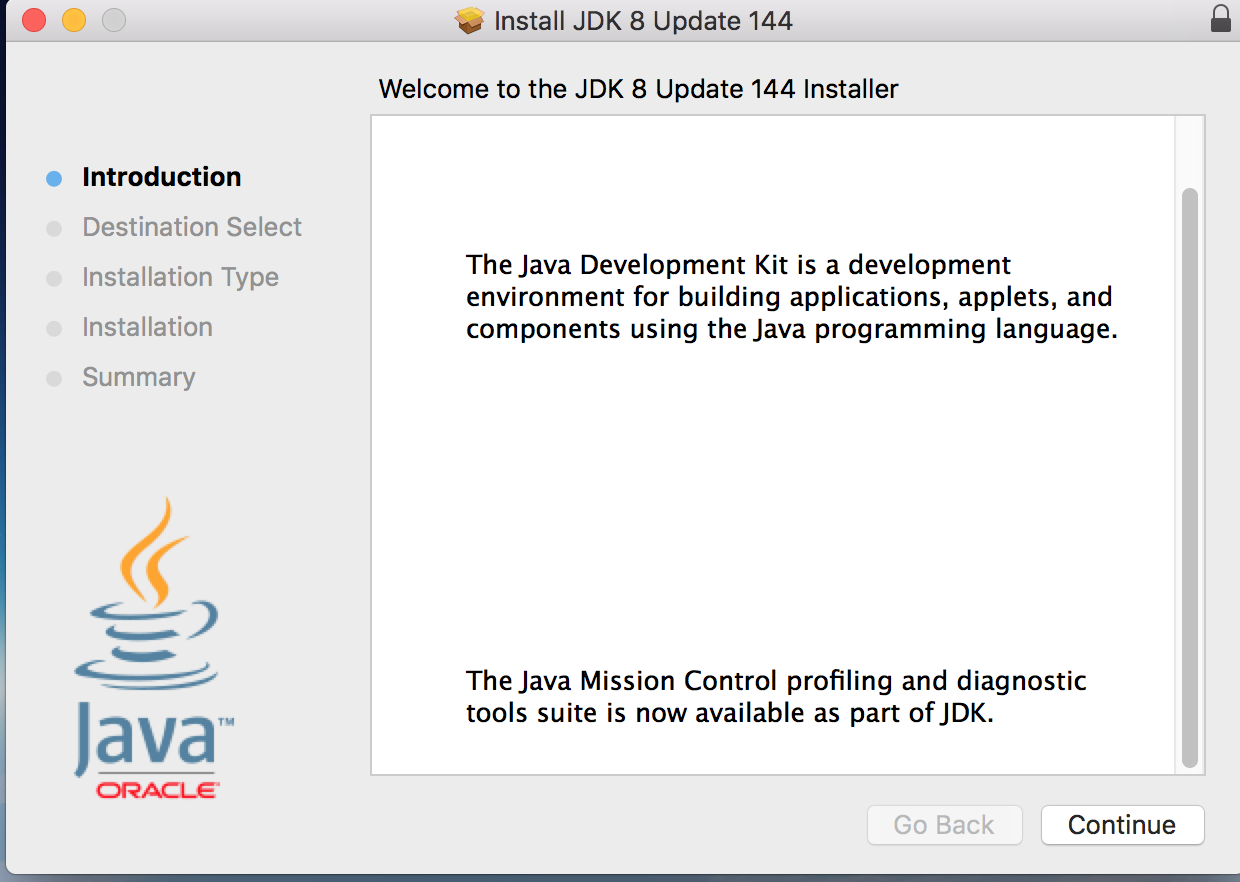 Install JDK 8 Update 144
Welcome to the JDK 8 Update 144 Installer
Introduction
Destination Select
Installation Type
Installation
Summary
The Java Development Kit is a development
environment for building applications, applets, and
components using the Java programming language.
The Java Mission Control profiling and diagnostic
tools suite is now available as part of JDK.
Java™
ORACLE®
Go Back
Continue